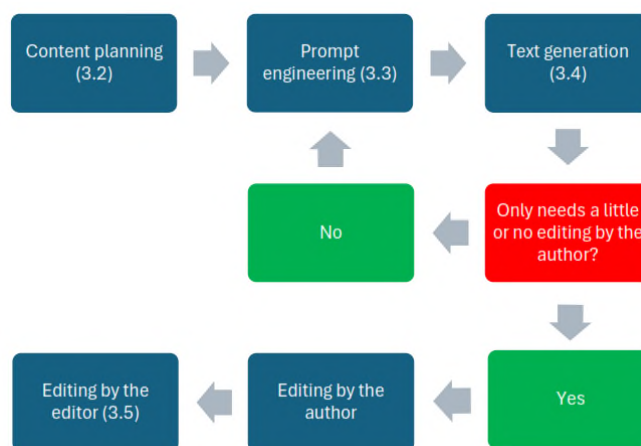 Content planning
(3.2)
Prompt
engineering (3.3)
Text generation
(3.4)
No
Only needs a little
or no editing by the
author?
Editing by the
editor (3.5)
Editing by the
author
Yes